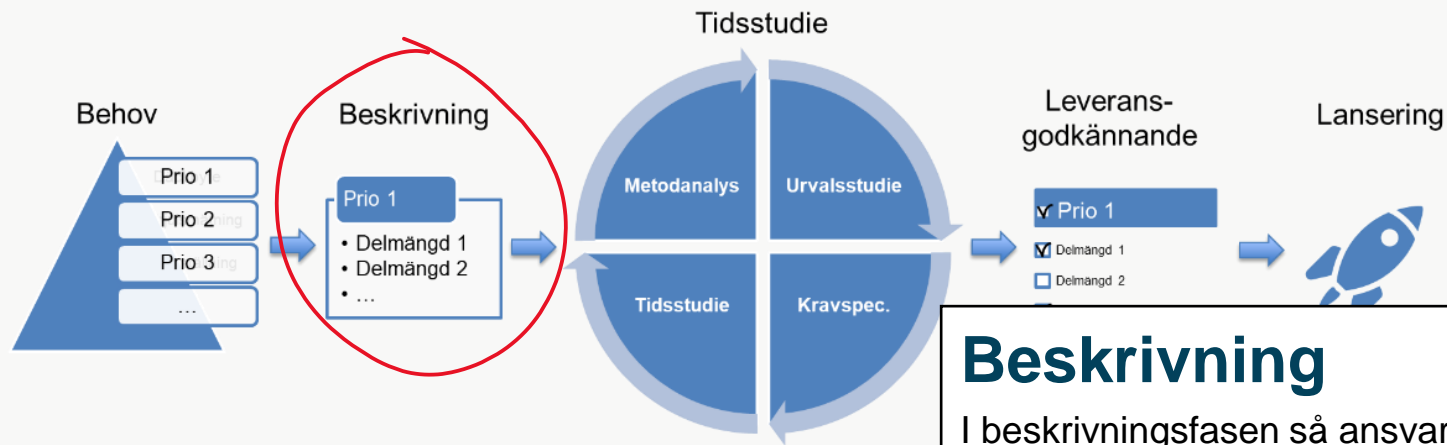 Tidsstudie
Behov
Prio 1
Prio 2
Prio 3
...
Beskrivning
Prio 1
• Delmängd 1
• Delmängd 2
• ...
Metodanalys
Urvalsstudie
Tidsstudie
Kravspec.
Leverans-
godkännande
Prio 1
Delmängd 1
Delmängd 2
Lansering
Beskrivning
I beskrivningsfasen så ansvar